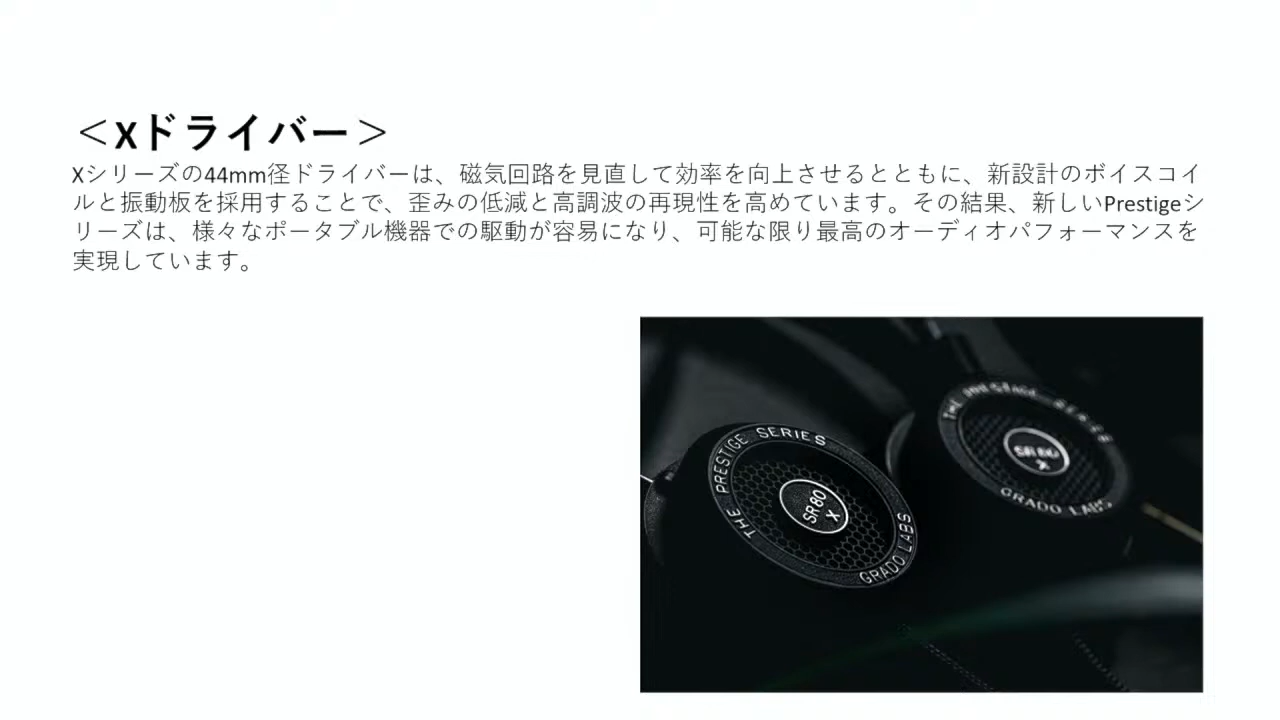 ＜Xドライバー＞
Xシリーズの44mm径ドライバーは、磁気回路を見直して効率を向上させるとともに、新設計のボイスコイ
ルと振動板を採用することで、歪みの低減と高調波の再現性を高めています。その結果、新しいPrestigeシ
リーズは、様々なポータブル機器での駆動が容易になり、可能な限り最高のオーディオパフォーマンスを
実現しています。
THE PRESTIGE SERIES
SR80
X
GRADO LABS
THE PRESTIGE SERIES
SR80
X
GRADO LABS